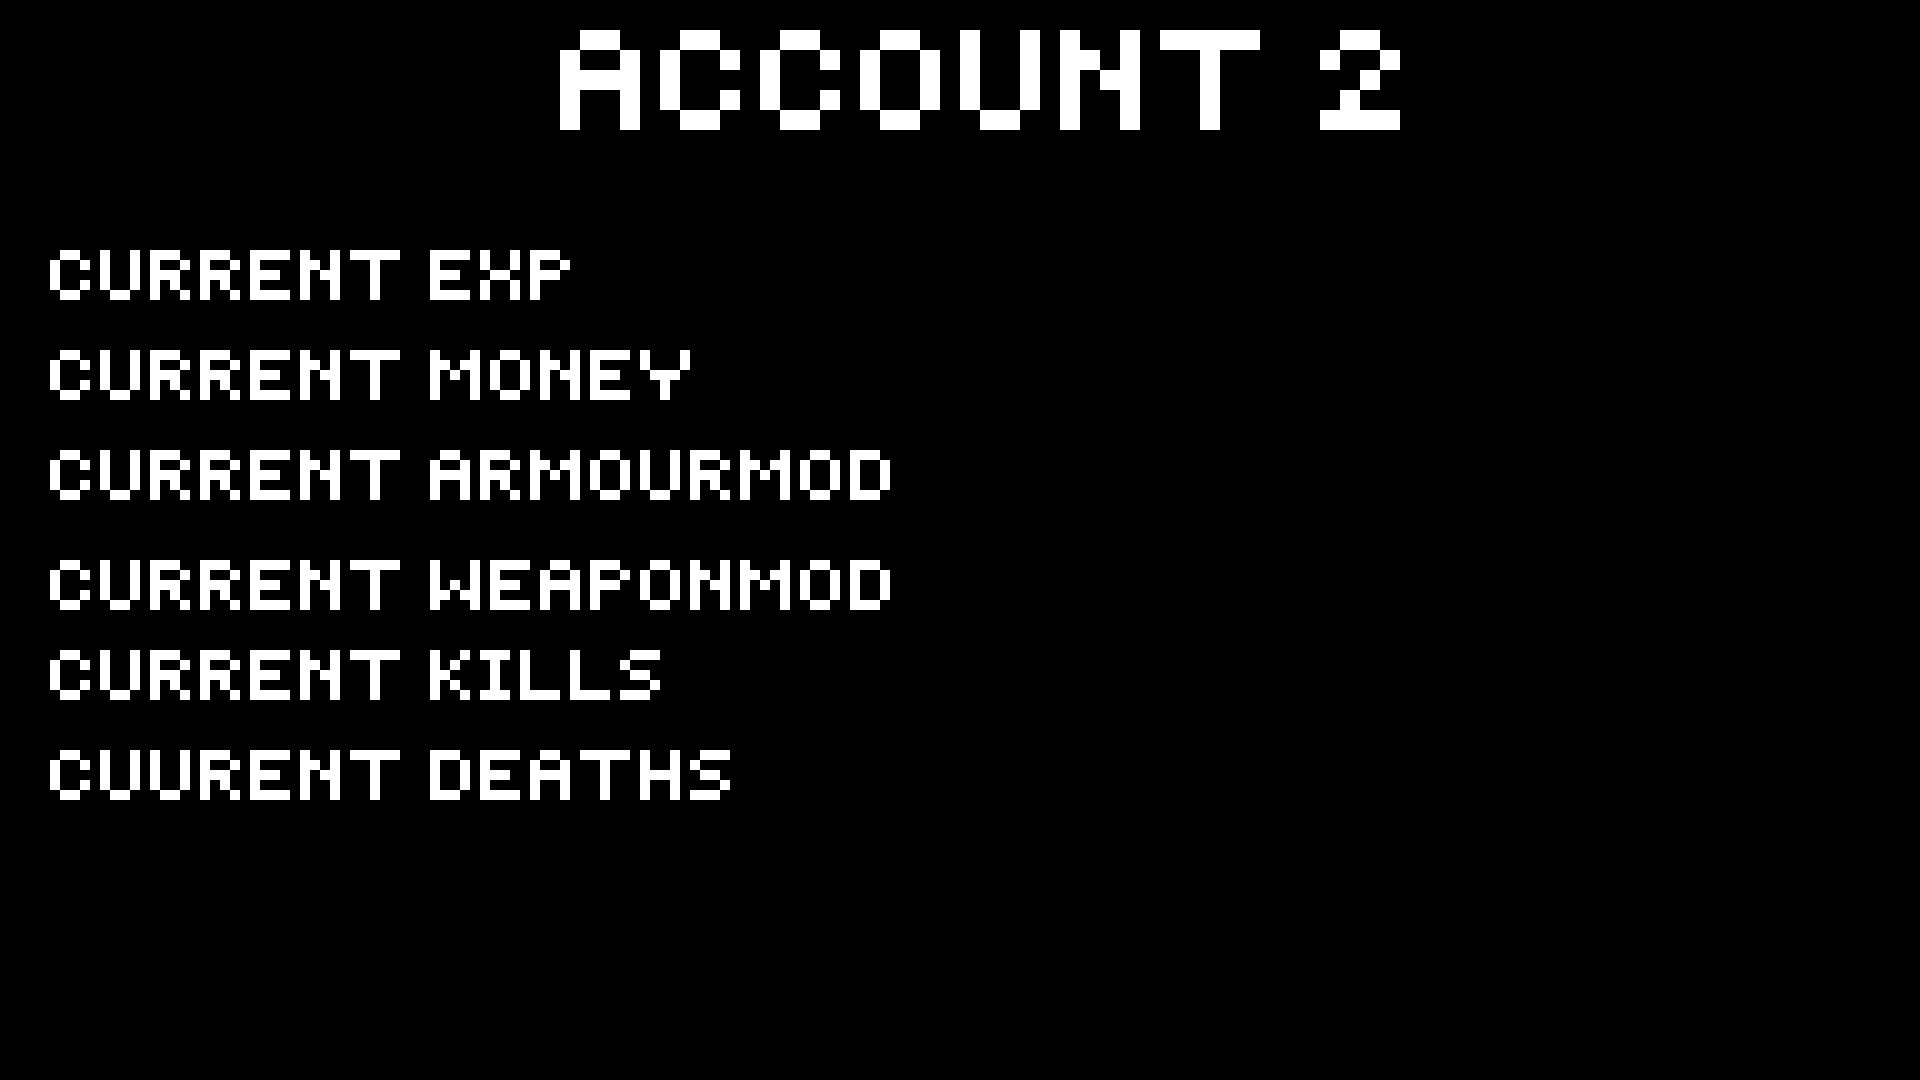 ACCOUNT 2
CURRENT EXP
CURRENT MONEY
CURRENT ARMOURMOD
CURRENT WEAPONMOD
CURRENT KILLS
CUURENT DEATHS